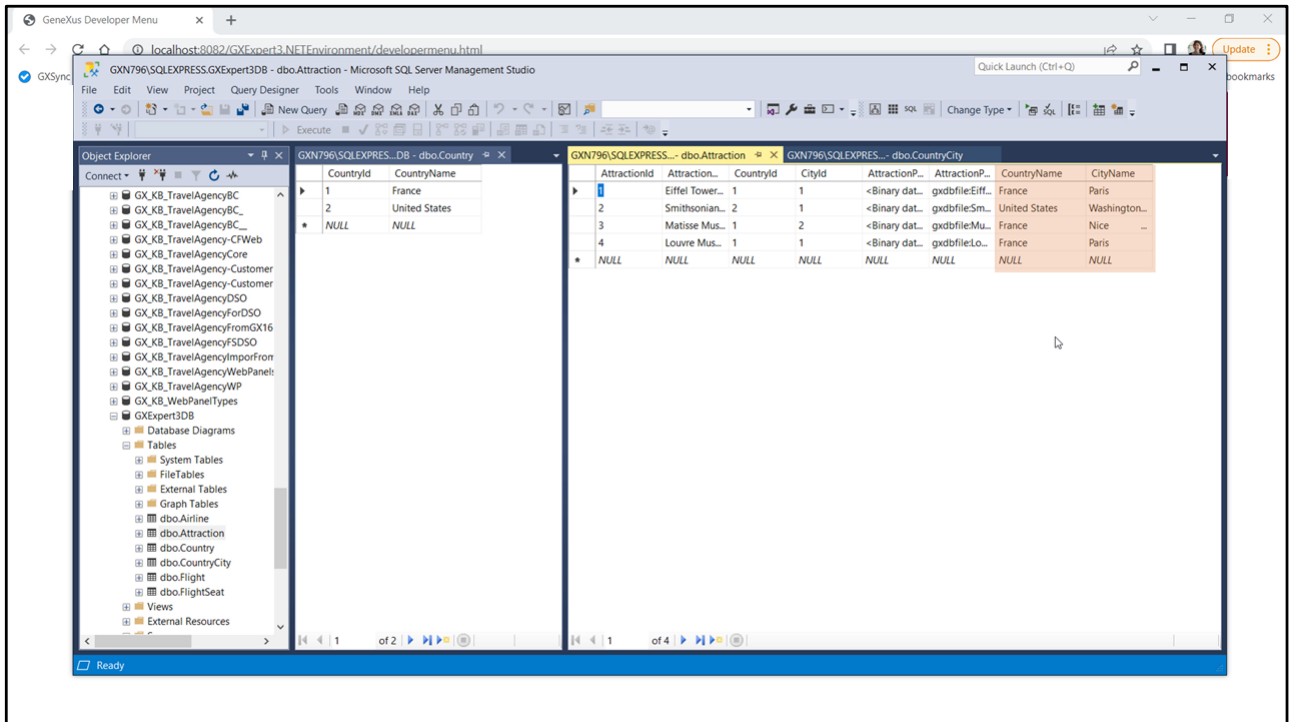 GeneXus Developer Menu
localhost:8082/GXExpert3.NETEnvironment/developermenu.html
Update
GXSync
bookmarks
GXN796\SQLEXPRESS.GXExpert3DB - dbo.Attraction - Microsoft SQL Server Management Studio
Quick Launch (Ctrl+Q)
File Edit View Project Query Designer Tools Window Help
New Query
Change Type
Execute
Object Explorer
Connect
GX_KB_TravelAgencyBC
GX_KB_TravelAgencyBC_
GX_KB_TravelAgencyBC__
GX_KB_TravelAgency-CFWeb
GX_KB_TravelAgencyCore
GX_KB_TravelAgency-Customer
GX_KB_TravelAgency-Customer
GX_KB_TravelAgencyDSO
GX_KB_TravelAgencyForDSO
GX_KB_TravelAgencyFromGX16
GX_KB_TravelAgencyFSDSO
GX_KB_TravelAgencyImporFrom
GX_KB_TravelAgencyWebPanels
GX_KB_TravelAgencyWP
GX_KB_WebPanelTypes
GXExpert3DB
Database Diagrams
Tables
System Tables
FileTables
External Tables
Graph Tables
dbo.Airline
dbo.Attraction
dbo.Country
dbo.CountryCity
dbo.Flight
dbo.FlightSeat
Views
External Resources
GXN796\SQLEXPRES...DB - dbo.Country
CountryId CountryName
1 France
2 United States
NULL NULL
1 of 2
GXN796\SQLEXPRESS...- dbo.Attraction GXN796\SQLEXPRES...- dbo.CountryCity
AttractionId Attraction... CountryId CityId AttractionP... AttractionP... CountryName CityName
1 Eiffel Tower... 1 1 <Binary dat... gxdbfile:Eiff... France Paris
2 Smithsonian... 2 1 <Binary dat... gxdbfile:Sm... United States Washington...
3 Matisse Mus... 1 2 <Binary dat... gxdbfile:Mu... France Nice ...
4 Louvre Mus... 1 1 <Binary dat... gxdbfile:Lo... France Paris
NULL NULL NULL NULL NULL NULL NULL NULL
1 of 4
Ready